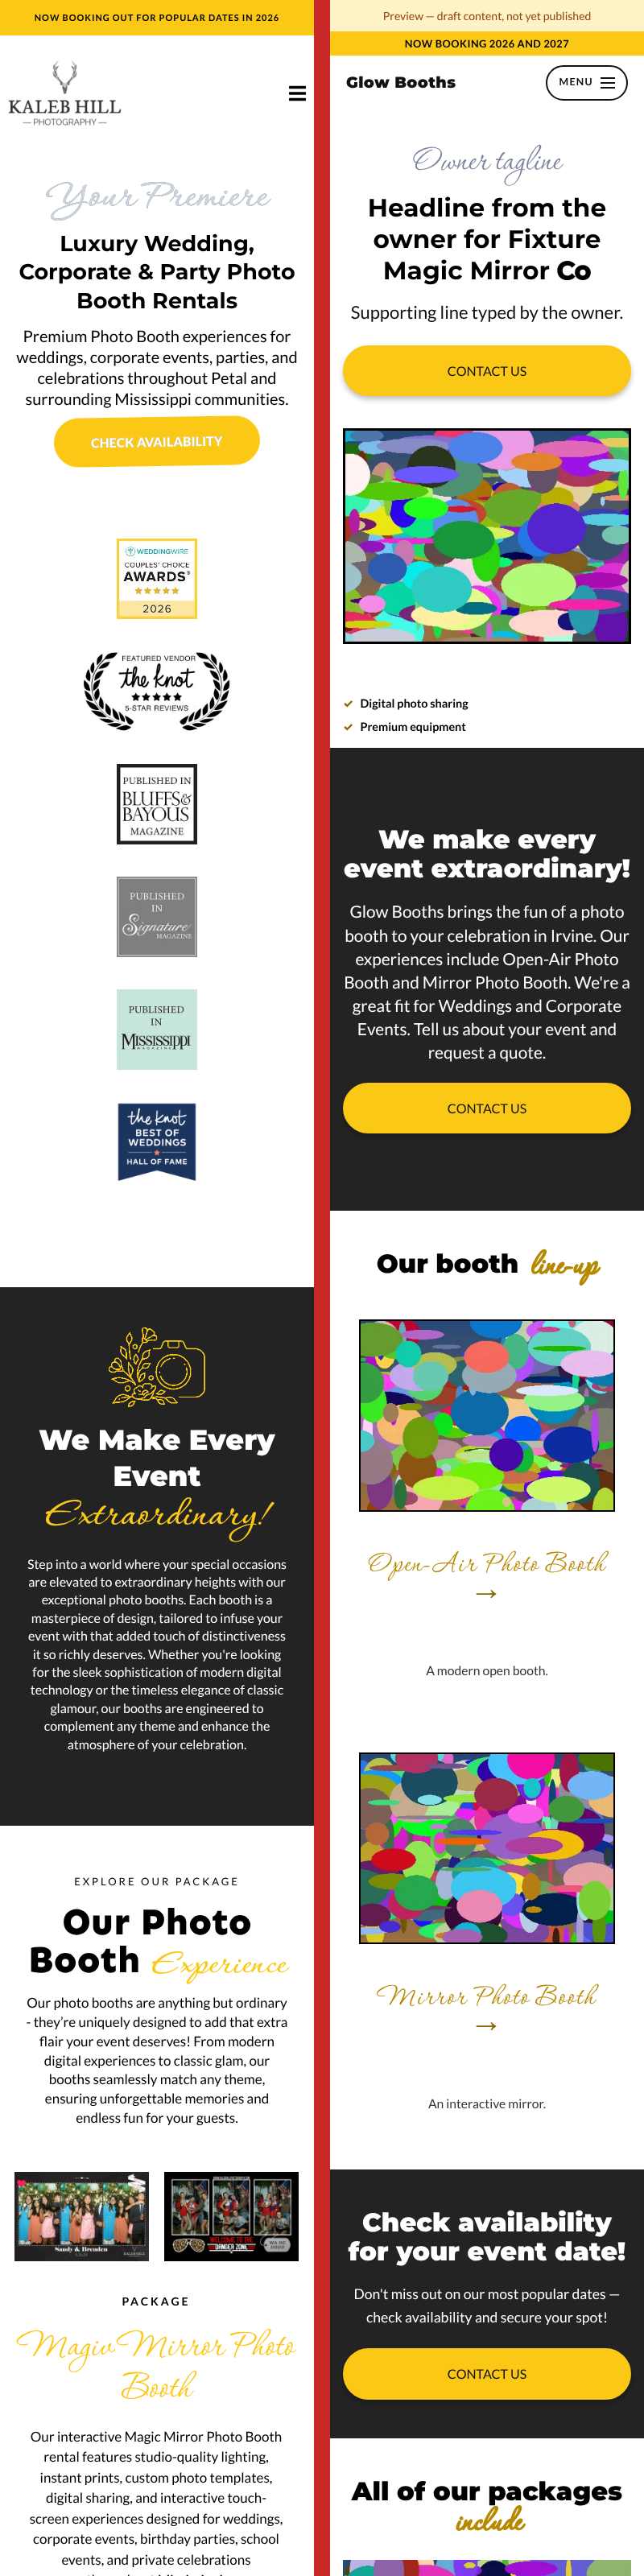 NOW BOOKING OUT FOR POPULAR DATES IN 2026
KALEB HILL
— PHOTOGRAPHY —
Your Premiere
Luxury Wedding,
Corporate & Party Photo
Booth Rentals
Premium Photo Booth experiences for
weddings, corporate events, parties, and
celebrations throughout Petal and
surrounding Mississippi communities.
CHECK AVAILABILITY
WEDDINGWIRE
COUPLES' CHOICE
AWARDS®
2026
FEATURED VENDOR
the knot
5-STAR REVIEWS
PUBLISHED IN
BLUFFS&
BAYOUS
MAGAZINE
PUBLISHED
IN
Signature
MAGAZINE
PUBLISHED
IN
MISSISSIPPI
MAGAZINE
the knot
BEST OF
WEDDINGS
HALL OF FAME
We Make Every
Event
Extraordinary!
Step into a world where your special occasions
are elevated to extraordinary heights with our
exceptional photo booths. Each booth is a
masterpiece of design, tailored to infuse your
event with that added touch of distinctiveness
it so richly deserves. Whether you're looking
for the sleek sophistication of modern digital
technology or the timeless elegance of classic
glamour, our booths are engineered to
complement any theme and enhance the
atmosphere of your celebration.
EXPLORE OUR PACKAGE
Our Photo
Booth Experience
Our photo booths are anything but ordinary
- they’re uniquely designed to add that extra
flair your event deserves! From modern
digital experiences to classic glam, our
booths seamlessly match any theme,
ensuring unforgettable memories and
endless fun for your guests.
Sandy & Brenden
WELCOME TO THE
DANGER ZONE
PACKAGE
Magiv Mirror Photo
Booth
Our interactive Magic Mirror Photo Booth
rental features studio-quality lighting,
instant prints, custom photo templates,
digital sharing, and interactive touch-
screen experiences designed for weddings,
corporate events, birthday parties, school
events, and private celebrations
Preview — draft content, not yet published
NOW BOOKING 2026 AND 2027
Glow Booths
MENU
Owner tagline
Headline from the
owner for Fixture
Magic Mirror Co
Supporting line typed by the owner.
CONTACT US
Digital photo sharing
Premium equipment
We make every
event extraordinary!
Glow Booths brings the fun of a photo
booth to your celebration in Irvine. Our
experiences include Open-Air Photo
Booth and Mirror Photo Booth. We're a
great fit for Weddings and Corporate
Events. Tell us about your event and
request a quote.
CONTACT US
Our booth line-up
Open-Air Photo Booth
→
A modern open booth.
Mirror Photo Booth
→
An interactive mirror.
Check availability
for your event date!
Don't miss out on our most popular dates —
check availability and secure your spot!
CONTACT US
All of our packages
include